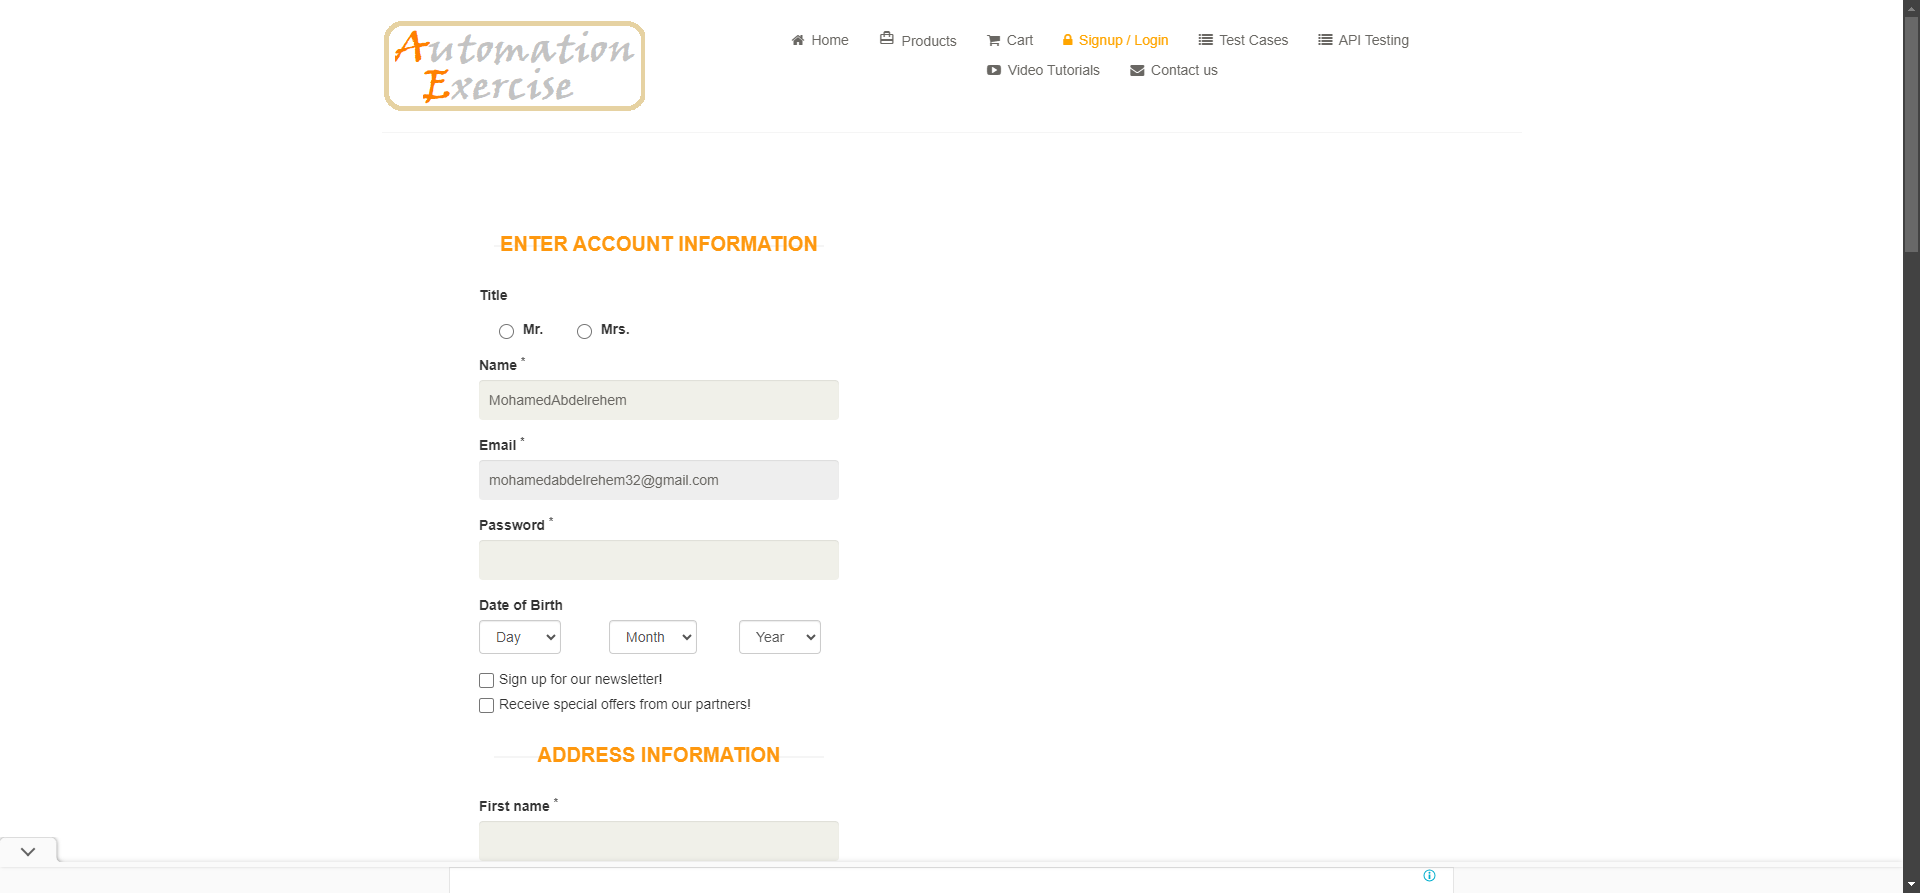 Automation
Exercise
Home Products Cart Signup / Login Test Cases API Testing
Video Tutorials Contact us
ENTER ACCOUNT INFORMATION
Title
Mr. Mrs.
Name *
MohamedAbdelrehem
Email *
mohamedabdelrehem32@gmail.com
Password *
Date of Birth
Day Month Year
Sign up for our newsletter!
Receive special offers from our partners!
ADDRESS INFORMATION
First name *